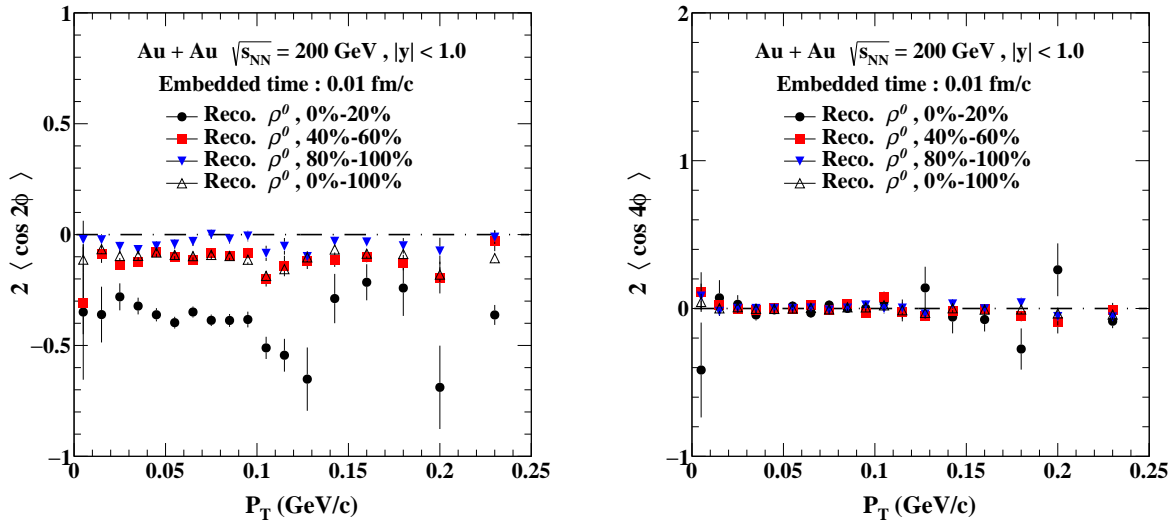 1
0.5
0
−0.5
−1
2 ⟨ cos 2ϕ ⟩
Au + Au √s_NN = 200 GeV , |y| < 1.0
Embedded time : 0.01 fm/c
Reco. ρ⁰ , 0%-20%
Reco. ρ⁰ , 40%-60%
Reco. ρ⁰ , 80%-100%
Reco. ρ⁰ , 0%-100%
0 0.05 0.1 0.15 0.2 0.25
P_T (GeV/c)
2
1
0
−1
2 ⟨ cos 4ϕ ⟩
Au + Au √s_NN = 200 GeV , |y| < 1.0
Embedded time : 0.01 fm/c
Reco. ρ⁰ , 0%-20%
Reco. ρ⁰ , 40%-60%
Reco. ρ⁰ , 80%-100%
Reco. ρ⁰ , 0%-100%
0 0.05 0.1 0.15 0.2 0.25
P_T (GeV/c)